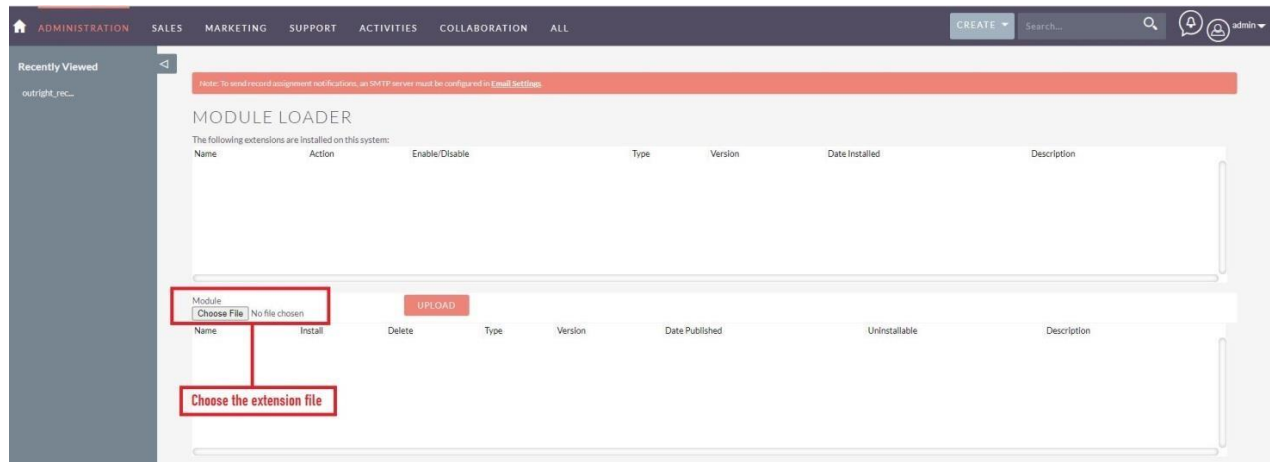 ADMINISTRATION SALES MARKETING SUPPORT ACTIVITIES COLLABORATION ALL CREATE Search... admin
Recently Viewed
outright_rec...
Note: To send record assignment notifications, an SMTP server must be configured in Email Settings.
MODULE LOADER
The following extensions are installed on this system:
Name Action Enable/Disable Type Version Date Installed Description
Module
Choose File No file chosen UPLOAD
Name Install Delete Type Version Date Published Uninstallable Description
Choose the extension file